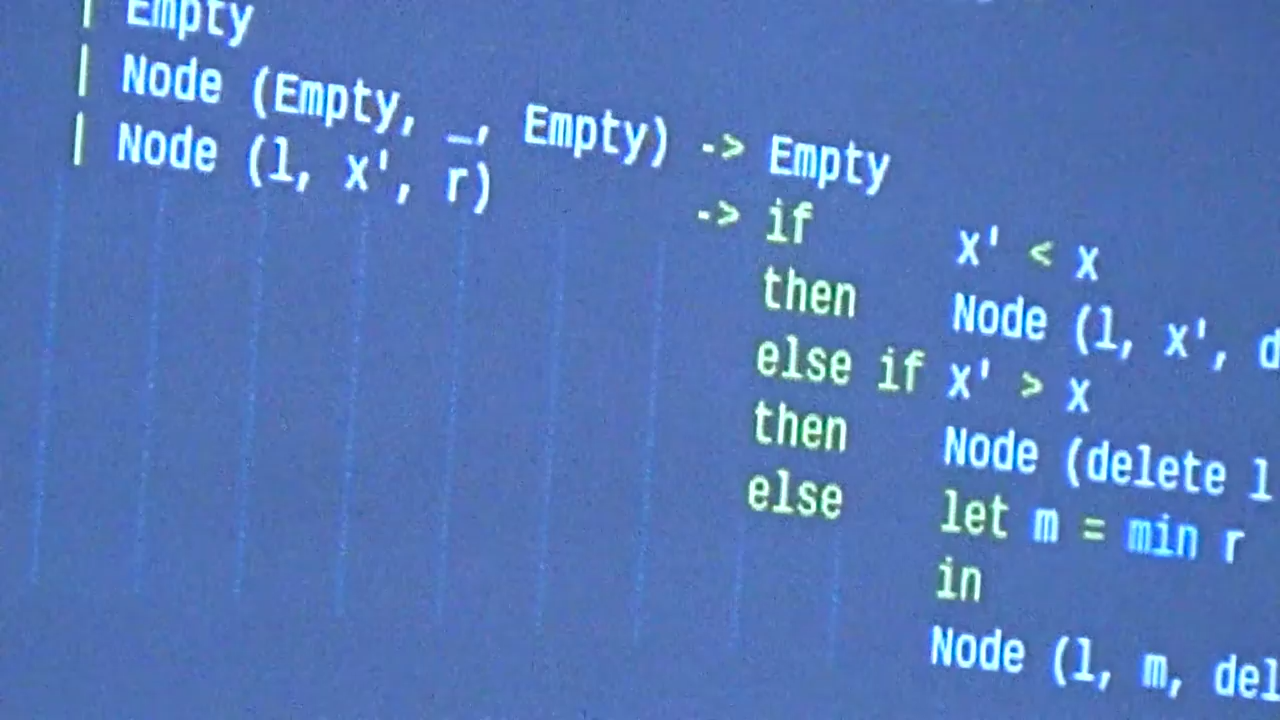 | Empty
| Node (Empty, _, Empty) -> Empty
| Node (l, x', r) -> if x' < x
then Node (l, x', d
else if x' > x
then Node (delete l
else let m = min r
in
Node (l, m, del